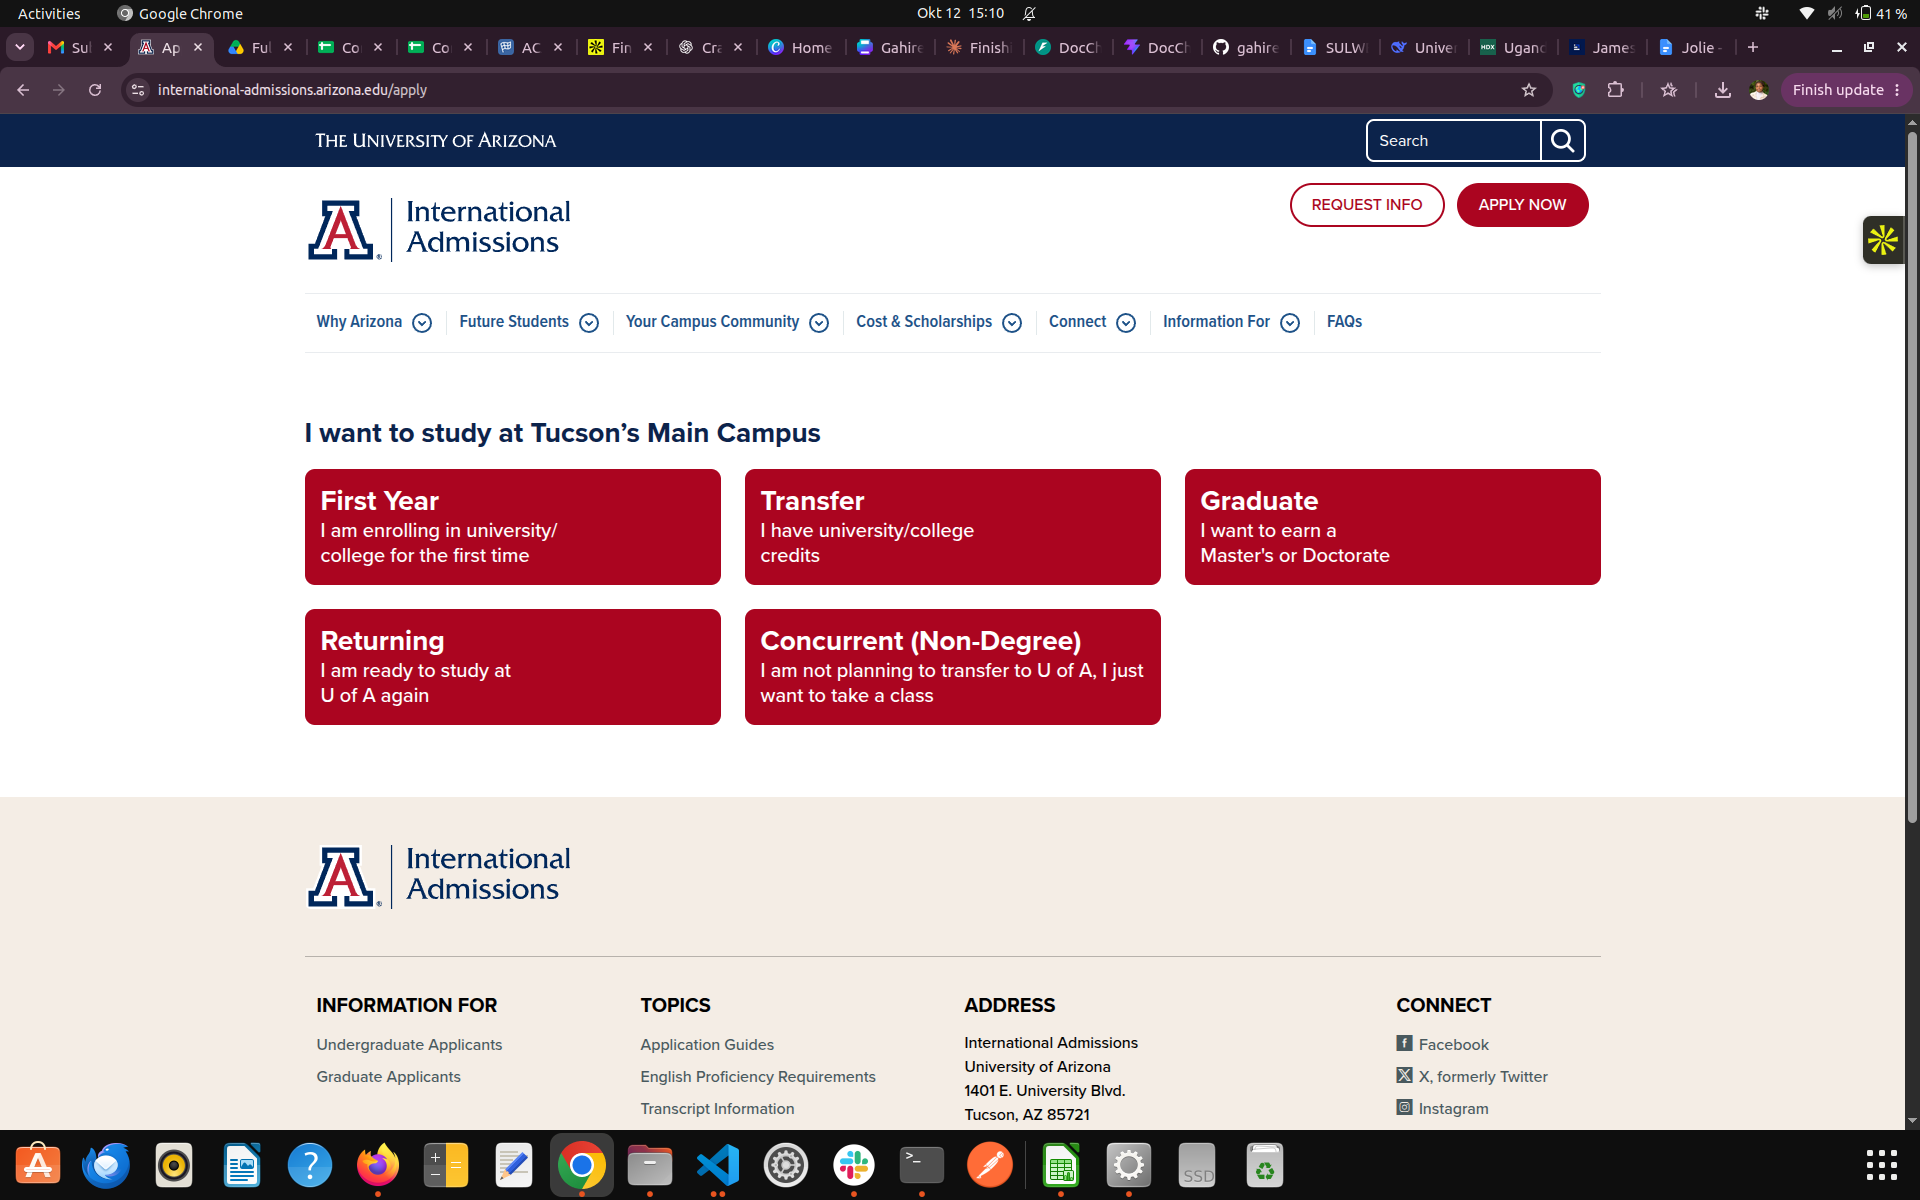 Activities
Google Chrome
Okt 12 15:10
41 %
Sul
Ap
Ful
Co
Co
AC
Fin
Cra
Home
Gahire
Finish
DocCh
DocCh
gahire
SULW
Univer
Ugand
James
Jolie -
international-admissions.arizona.edu/apply
Finish update
THE UNIVERSITY OF ARIZONA
Search
International
Admissions
REQUEST INFO
APPLY NOW
Why Arizona
Future Students
Your Campus Community
Cost & Scholarships
Connect
Information For
FAQs
I want to study at Tucson’s Main Campus
First Year
I am enrolling in university/
college for the first time
Transfer
I have university/college
credits
Graduate
I want to earn a
Master's or Doctorate
Returning
I am ready to study at
U of A again
Concurrent (Non-Degree)
I am not planning to transfer to U of A, I just
want to take a class
International
Admissions
INFORMATION FOR
Undergraduate Applicants
Graduate Applicants
TOPICS
Application Guides
English Proficiency Requirements
Transcript Information
ADDRESS
International Admissions
University of Arizona
1401 E. University Blvd.
Tucson, AZ 85721
CONNECT
Facebook
X, formerly Twitter
Instagram
SSD